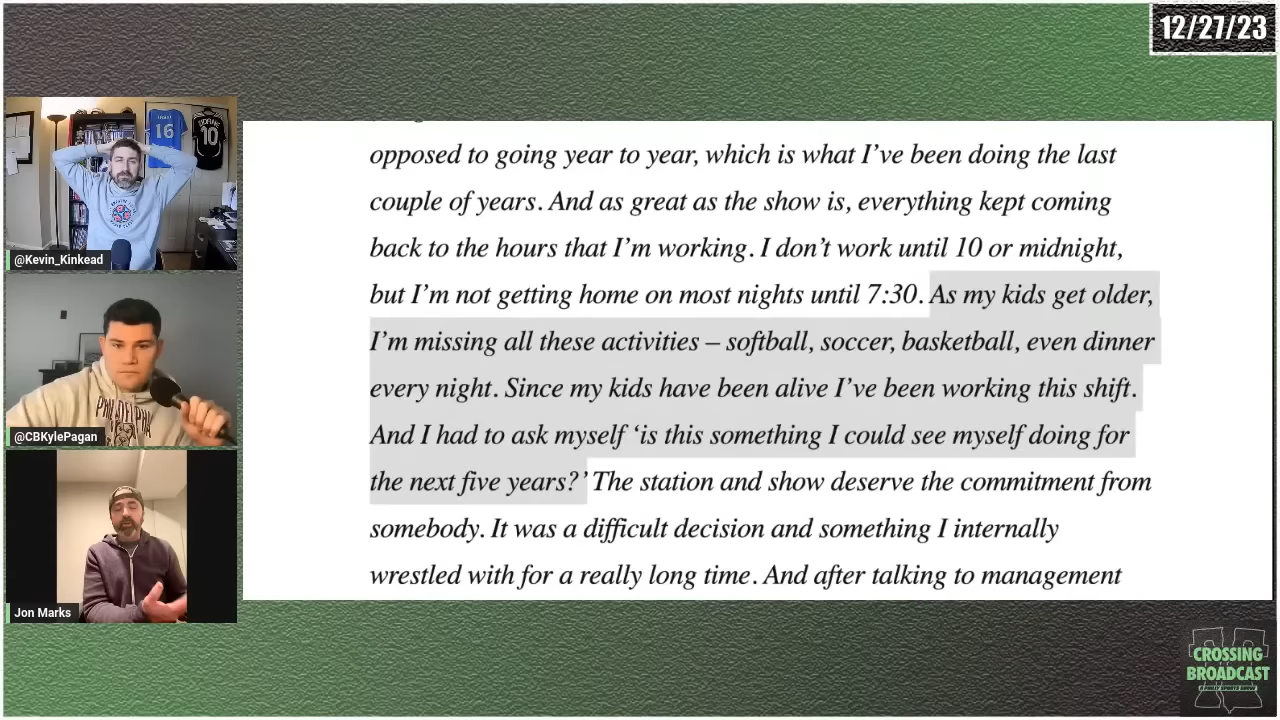 12/27/23
16
10
@Kevin_Kinkead
@CBKylePagan
Jon Marks
opposed to going year to year, which is what I’ve been doing the last
couple of years. And as great as the show is, everything kept coming
back to the hours that I’m working. I don’t work until 10 or midnight,
but I’m not getting home on most nights until 7:30. As my kids get older,
I’m missing all these activities – softball, soccer, basketball, even dinner
every night. Since my kids have been alive I’ve been working this shift.
And I had to ask myself ‘is this something I could see myself doing for
the next five years?’ The station and show deserve the commitment from
somebody. It was a difficult decision and something I internally
wrestled with for a really long time. And after talking to management
CROSSING
BROADCAST